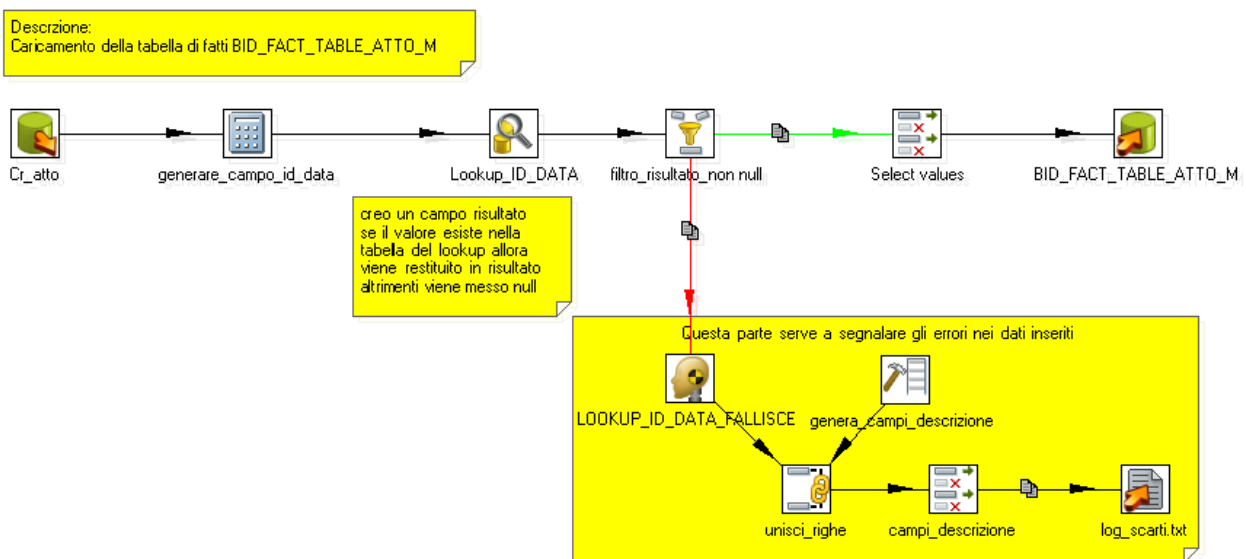 Descrzione:
Caricamento della tabella di fatti BID_FACT_TABLE_ATTO_M
Cr_atto
generare_campo_id_data
Lookup_ID_DATA
filtro_risultato_non null
Select values
BID_FACT_TABLE_ATTO_M
creo un campo risultato
se il valore esiste nella
tabella del lookup allora
viene restituito in risultato
altrimenti viene messo null
Questa parte serve a segnalare gli errori nei dati inseriti
LOOKUP_ID_DATA_FALLISCE
genera_campi_descrizione
unisci_righe
campi_descrizione
log_scarti.txt